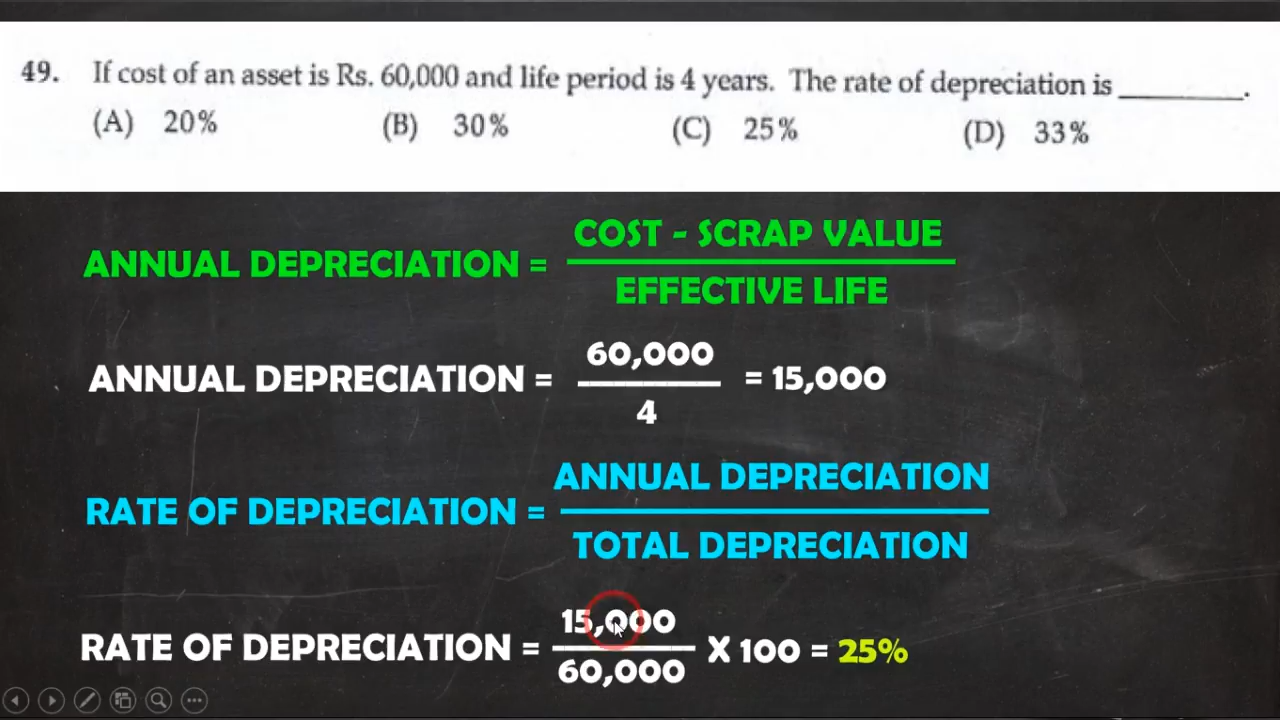 49. If cost of an asset is Rs. 60,000 and life period is 4 years. The rate of depreciation is __________.
(A) 20% (B) 30% (C) 25% (D) 33%
COST - SCRAP VALUE
ANNUAL DEPRECIATION =
EFFECTIVE LIFE
60,000
ANNUAL DEPRECIATION = = 15,000
4
ANNUAL DEPRECIATION
RATE OF DEPRECIATION =
TOTAL DEPRECIATION
15,000
RATE OF DEPRECIATION = X 100 = 25%
60,000